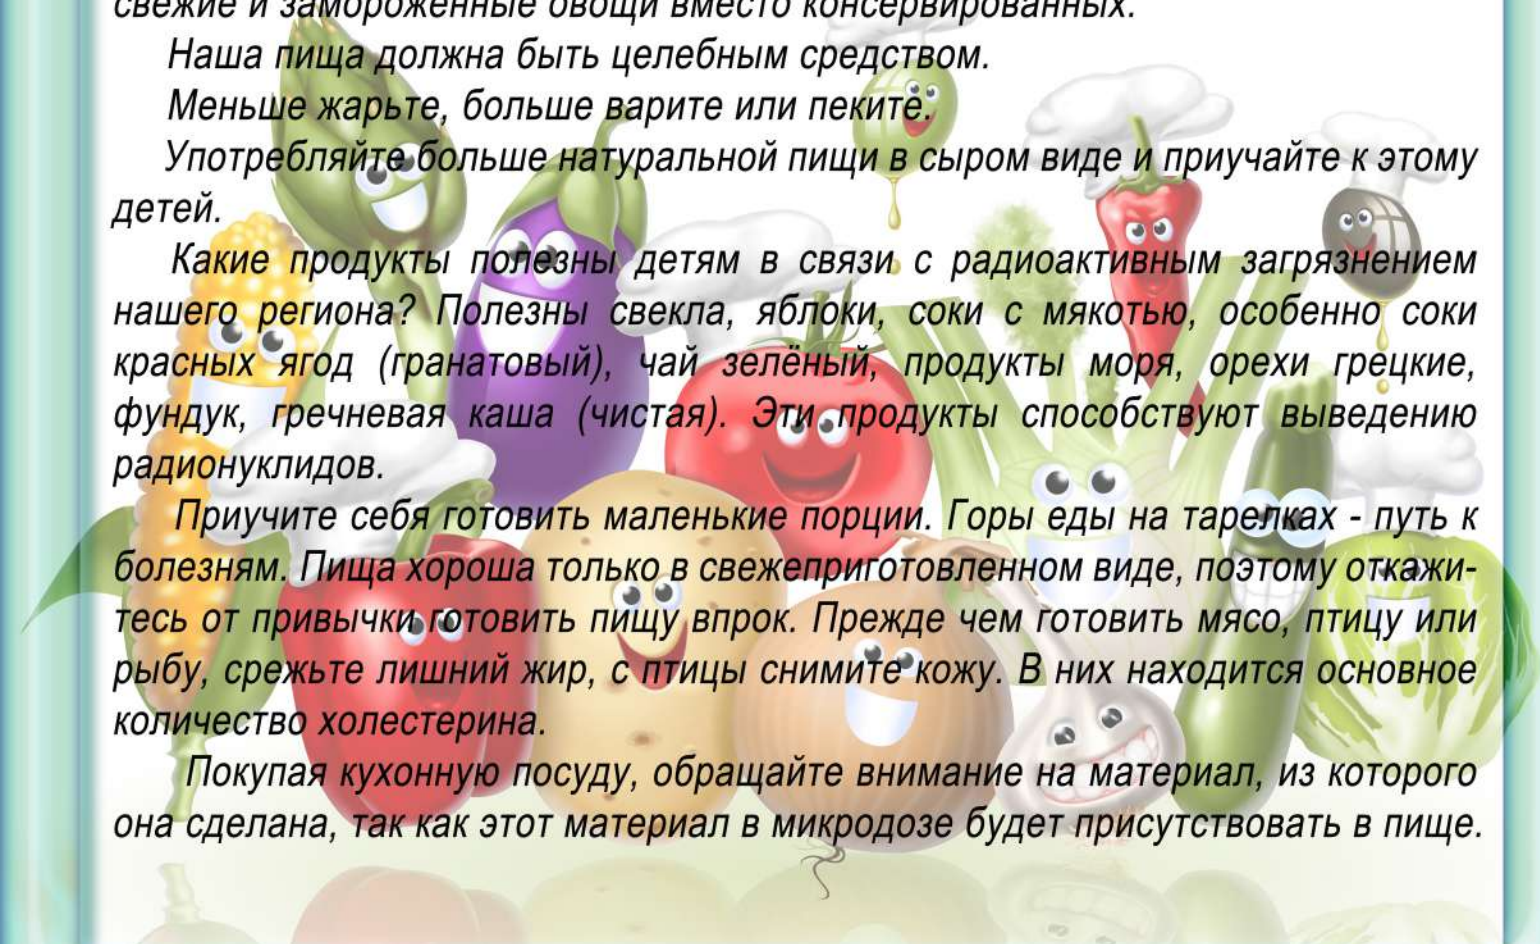 свежие и замороженные овощи вместо консервированных.
Наша пища должна быть целебным средством.
Меньше жарьте, больше варите или пеките.
Употребляйте больше натуральной пищи в сыром виде и приучайте к этому
детей.
Какие продукты полезны детям в связи с радиоактивным загрязнением
нашего региона? Полезны свекла, яблоки, соки с мякотью, особенно соки
красных ягод (гранатовый), чай зелёный, продукты моря, орехи грецкие,
фундук, гречневая каша (чистая). Эти продукты способствуют выведению
радионуклидов.
Приучите себя готовить маленькие порции. Горы еды на тарелках - путь к
болезням. Пища хороша только в свежеприготовленном виде, поэтому откажи-
тесь от привычки готовить пищу впрок. Прежде чем готовить мясо, птицу или
рыбу, срежьте лишний жир, с птицы снимите кожу. В них находится основное
количество холестерина.
Покупая кухонную посуду, обращайте внимание на материал, из которого
она сделана, так как этот материал в микродозе будет присутствовать в пище.